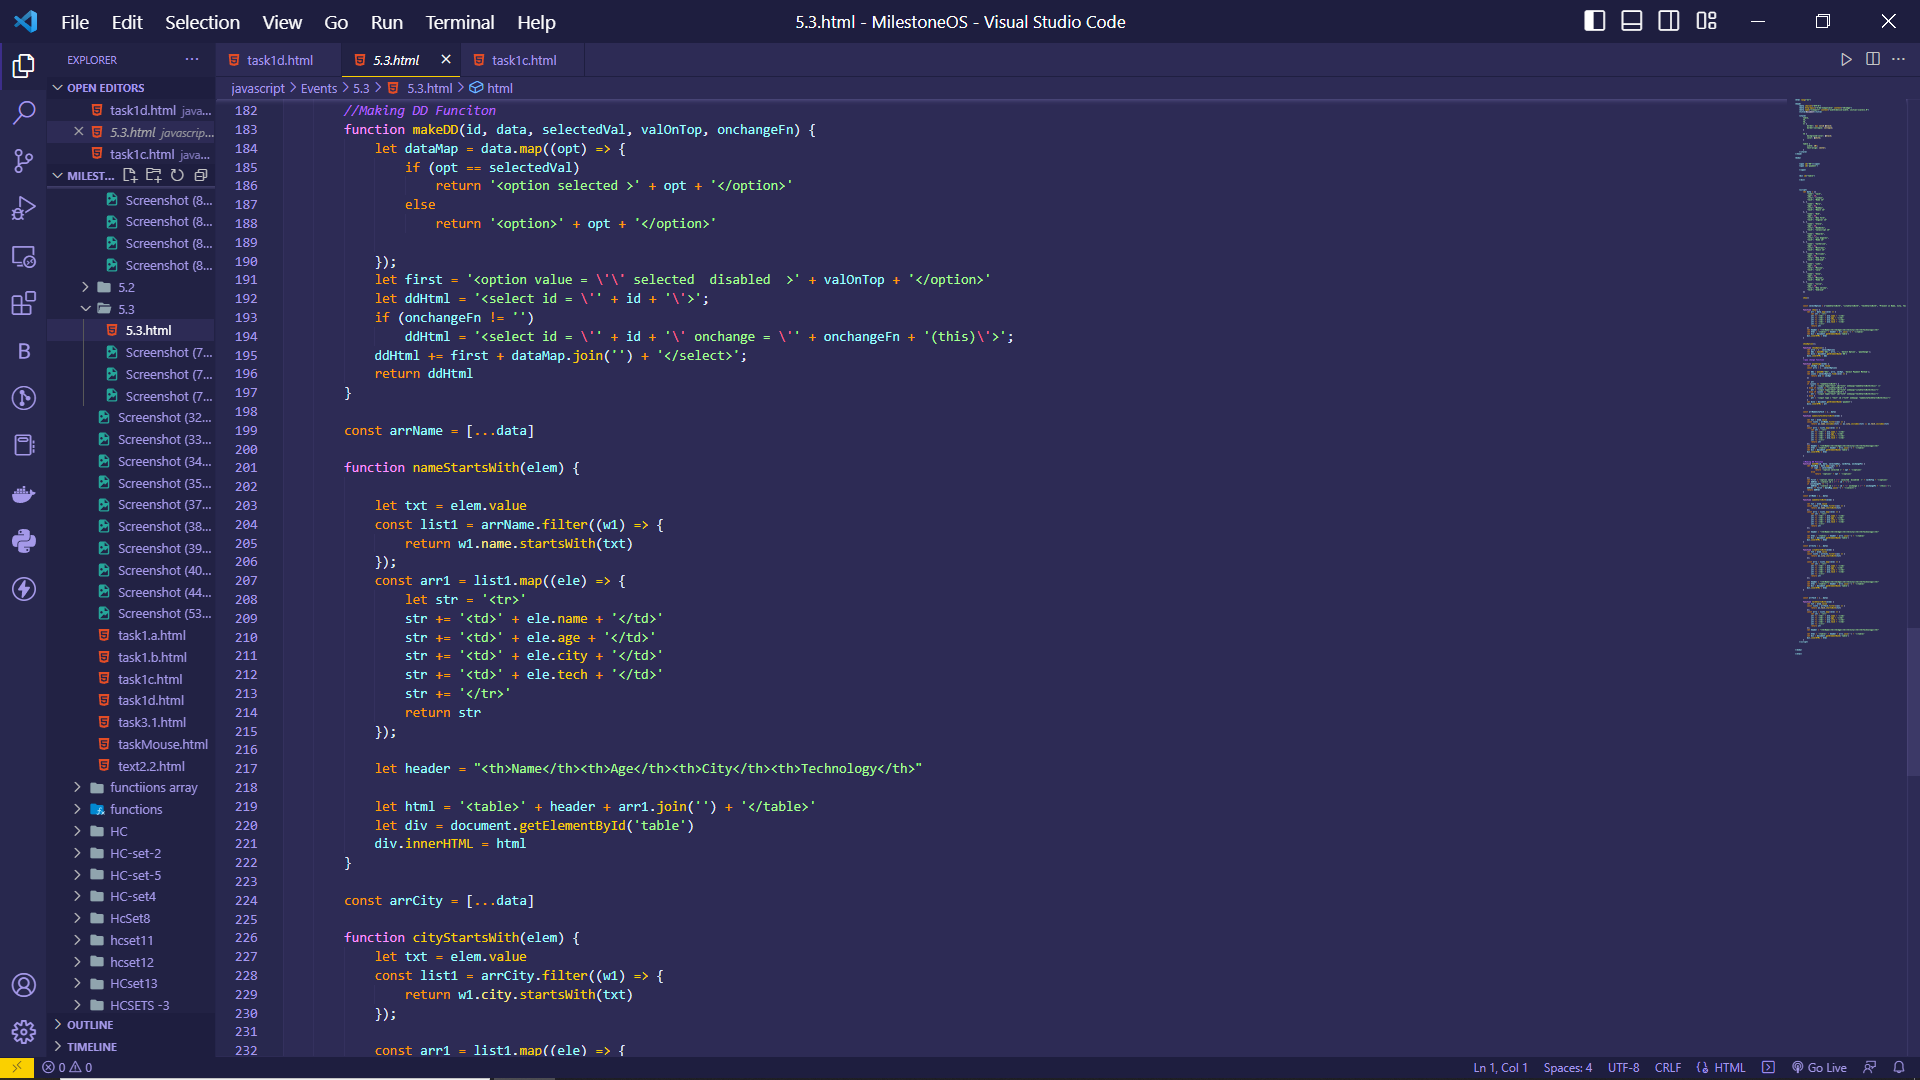 File Edit Selection View Go Run Terminal Help
5.3.html - MilestoneOS - Visual Studio Code
EXPLORER
OPEN EDITORS
task1d.html java...
5.3.html javascrip...
task1c.html java...
MILEST...
Screenshot (8...
Screenshot (8...
Screenshot (8...
Screenshot (8...
5.2
5.3
5.3.html
Screenshot (7...
Screenshot (7...
Screenshot (7...
Screenshot (32...
Screenshot (33...
Screenshot (34...
Screenshot (35...
Screenshot (37...
Screenshot (38...
Screenshot (39...
Screenshot (40...
Screenshot (44...
Screenshot (53...
task1.a.html
task1.b.html
task1c.html
task1d.html
task3.1.html
taskMouse.html
text2.2.html
functiions array
functions
HC
HC-set-2
HC-set-5
HC-set4
HcSet8
hcset11
hcset12
HCset13
HCSETS -3
OUTLINE
TIMELINE
task1d.html 5.3.html task1c.html
javascript > Events > 5.3 > 5.3.html > html
182 //Making DD Funciton
183 function makeDD(id, data, selectedVal, valOnTop, onchangeFn) {
184 let dataMap = data.map((opt) => {
185 if (opt == selectedVal)
186 return '<option selected >' + opt + '</option>'
187 else
188 return '<option>' + opt + '</option>'
189
190 });
191 let first = '<option value = \'\' selected  disabled  >' + valOnTop + '</option>'
192 let ddHtml = '<select id = \'' + id + '\'>';
193 if (onchangeFn != '')
194 ddHtml = '<select id = \'' + id + '\' onchange = \'' + onchangeFn + '(this)\'>';
195 ddHtml += first + dataMap.join('') + '</select>';
196 return ddHtml
197 }
198
199 const arrName = [...data]
200
201 function nameStartsWith(elem) {
202
203 let txt = elem.value
204 const list1 = arrName.filter((w1) => {
205 return w1.name.startsWith(txt)
206 });
207 const arr1 = list1.map((ele) => {
208 let str = '<tr>'
209 str += '<td>' + ele.name + '</td>'
210 str += '<td>' + ele.age + '</td>'
211 str += '<td>' + ele.city + '</td>'
212 str += '<td>' + ele.tech + '</td>'
213 str += '</tr>'
214 return str
215 });
216
217 let header = "<th>Name</th><th>Age</th><th>City</th><th>Technology</th>"
218
219 let html = '<table>' + header + arr1.join('') + '</table>'
220 let div = document.getElementById('table')
221 div.innerHTML = html
222 }
223
224 const arrCity = [...data]
225
226 function cityStartsWith(elem) {
227 let txt = elem.value
228 const list1 = arrCity.filter((w1) => {
229 return w1.city.startsWith(txt)
230 });
231
232 const arr1 = list1.map((ele) => {
0 0 Ln 1, Col 1 Spaces: 4 UTF-8 CRLF HTML Go Live